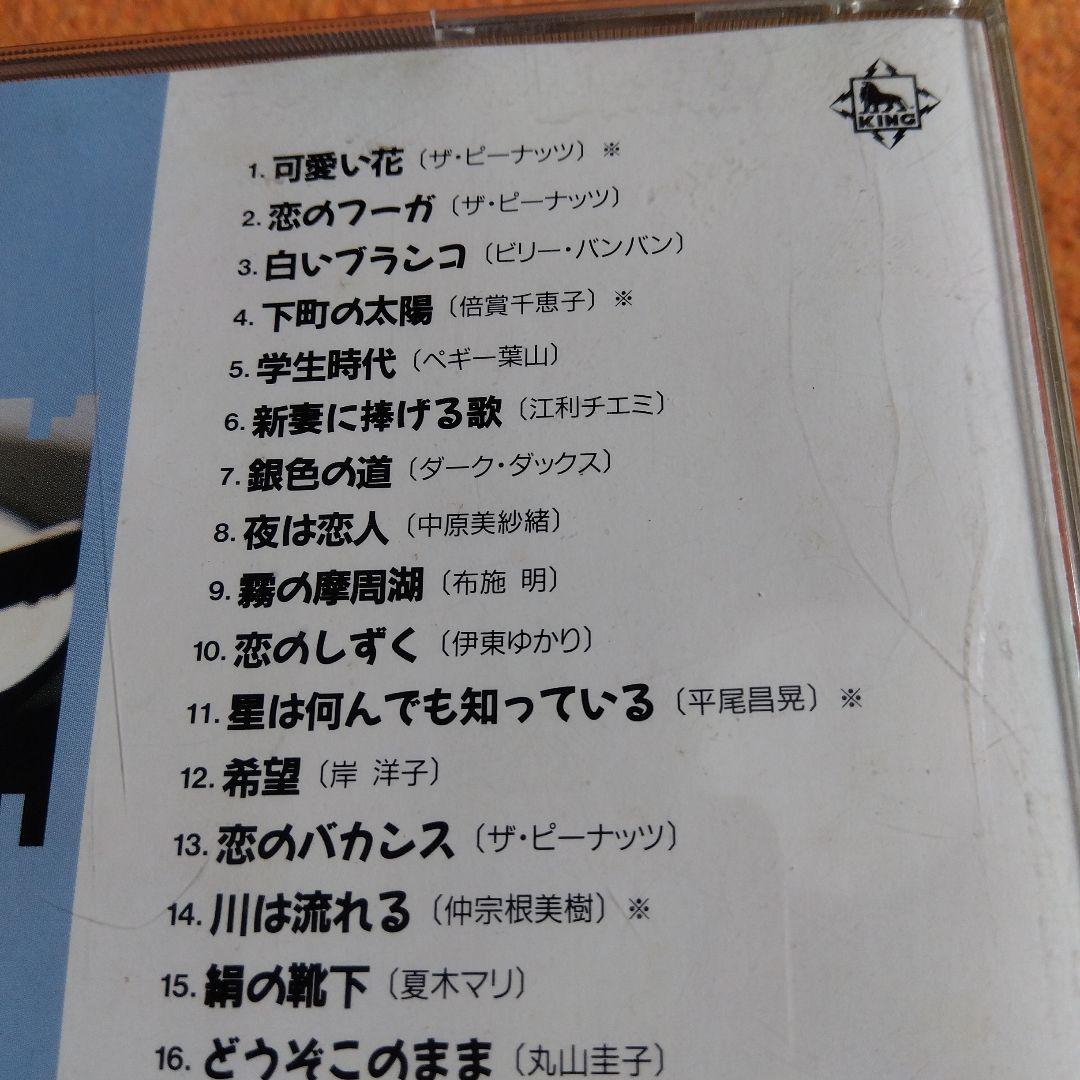 KING
1. 可愛い花〔ザ・ピーナッツ〕※
2. 恋のフーガ〔ザ・ピーナッツ〕
3. 白いブランコ〔ビリー・バンバン〕
4. 下町の太陽〔倍賞千恵子〕※
5. 学生時代〔ペギー葉山〕
6. 新妻に捧げる歌〔江利チエミ〕
7. 銀色の道〔ダーク・ダックス〕
8. 夜は恋人〔中原美紗緒〕
9. 霧の摩周湖〔布施 明〕
10. 恋のしずく〔伊東ゆかり〕
11. 星は何んでも知っている〔平尾昌晃〕※
12. 希望〔岸 洋子〕
13. 恋のバカンス〔ザ・ピーナッツ〕
14. 川は流れる〔仲宗根美樹〕※
15. 絹の靴下〔夏木マリ〕
16. どうぞこのまま〔丸山圭子〕